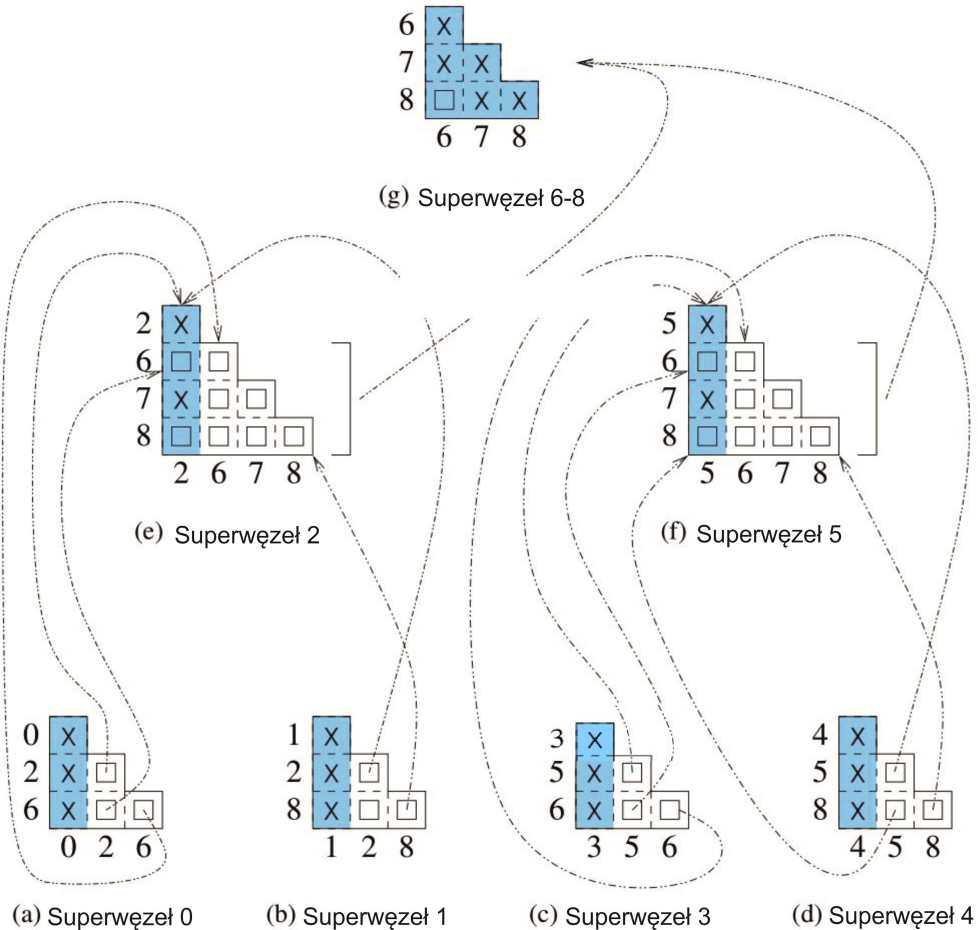 6 X
7 X X
8 □ X X
6 7 8
(g) Superwęzeł 6-8
2 X
6 □ □
7 X □ □
8 □ □ □ □
2 6 7 8
(e) Superwęzeł 2
5 X
6 □ □
7 X □ □
8 □ □ □ □
5 6 7 8
(f) Superwęzeł 5
0 X
2 X □
6 X □ □
0 2 6
(a) Superwęzeł 0
1 X
2 X □
8 X □ □
1 2 8
(b) Superwęzeł 1
3 X
5 X □
6 X □ □
3 5 6
(c) Superwęzeł 3
4 X
5 X □
8 X □ □
4 5 8
(d) Superwęzeł 4